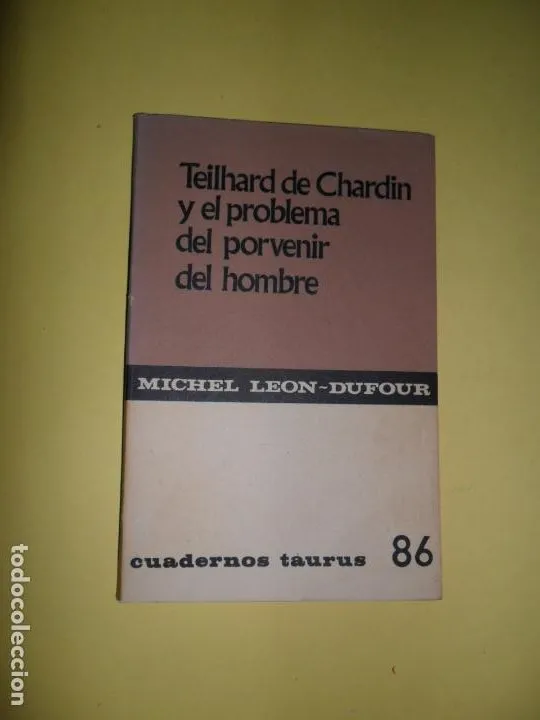 Teilhard de Chardin
y el problema
del porvenir
del hombre
MICHEL LEON-DUFOUR
cuadernos taurus 86
todocoleccion